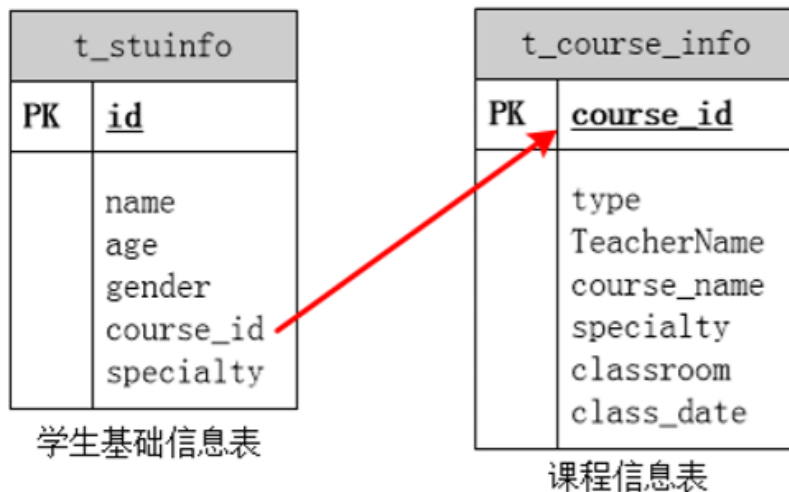 t_stuinfo
PK id
name
age
gender
course_id
specialty
学生基础信息表
t_course_info
PK course_id
type
TeacherName
course_name
specialty
classroom
class_date
课程信息表